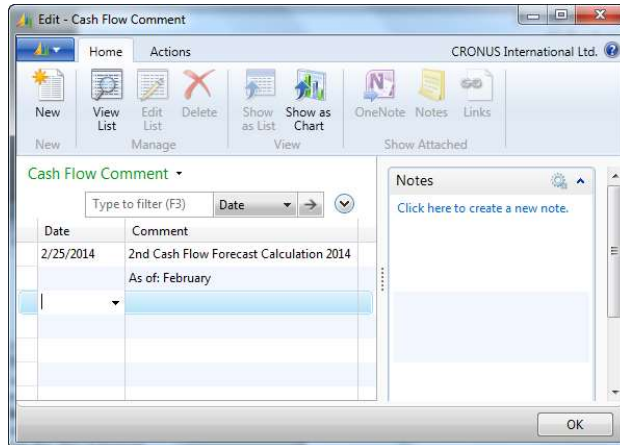 Edit - Cash Flow Comment
Home Actions CRONUS International Ltd.
New View List Edit List Delete Show as List Show as Chart OneNote Notes Links
New Manage View Show Attached
Cash Flow Comment
Type to filter (F3) Date
Date Comment
2/25/2014 2nd Cash Flow Forecast Calculation 2014
As of: February
Notes
Click here to create a new note.
OK